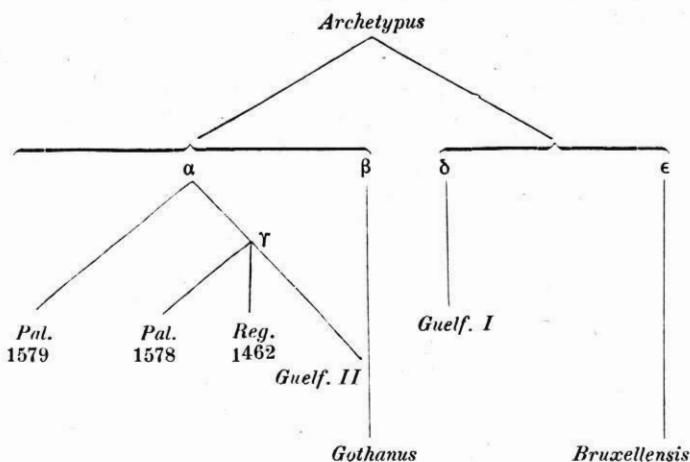 Archetypus
α β δ ϵ
γ
Pal. Pal. Reg. Guelf. I
1579 1578 1462
Guelf. II
Gothanus Bruxellensis